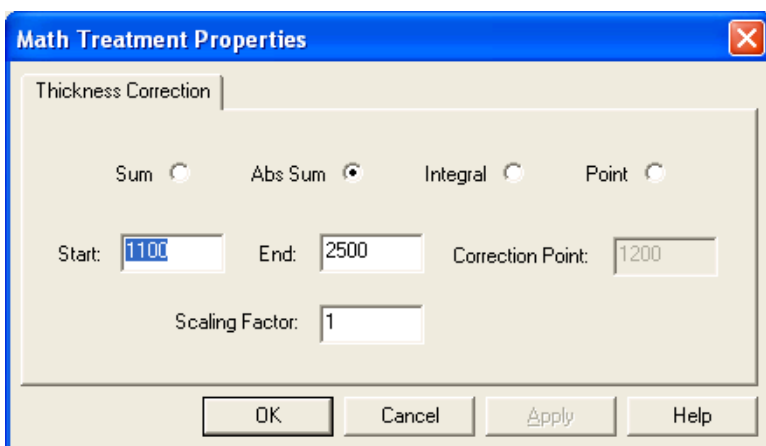 Math Treatment Properties
Thickness Correction
Sum Abs Sum Integral Point
Start: 1100 End: 2500 Correction Point: 1200
Scaling Factor: 1
OK Cancel Apply Help